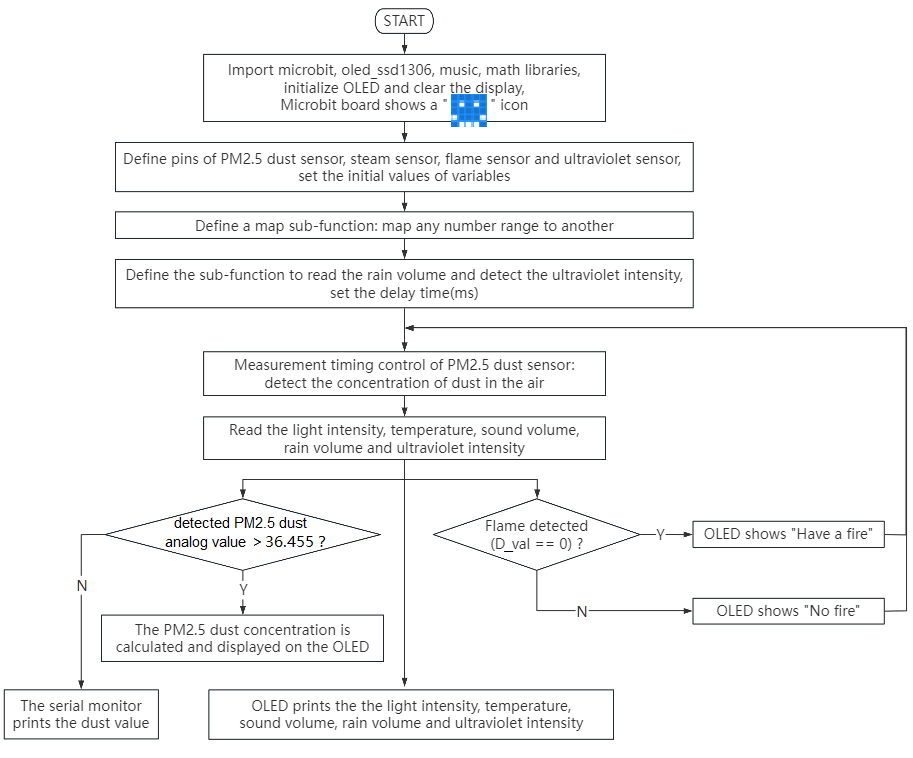 START
Import microbit, oled_ssd1306, music, math libraries,
initialize OLED and clear the display,
Microbit board shows a " " icon
Define pins of PM2.5 dust sensor, steam sensor, flame sensor and ultraviolet sensor,
set the initial values of variables
Define a map sub-function: map any number range to another
Define the sub-function to read the rain volume and detect the ultraviolet intensity,
set the delay time(ms)
Measurement timing control of PM2.5 dust sensor:
detect the concentration of dust in the air
Read the light intensity, temperature, sound volume,
rain volume and ultraviolet intensity
detected PM2.5 dust
analog value > 36.455 ?
Flame detected
(D_val == 0) ?
Y
OLED shows "Have a fire"
N
Y
N
OLED shows "No fire"
The PM2.5 dust concentration is
calculated and displayed on the OLED
The serial monitor
prints the dust value
OLED prints the the light intensity, temperature,
sound volume, rain volume and ultraviolet intensity